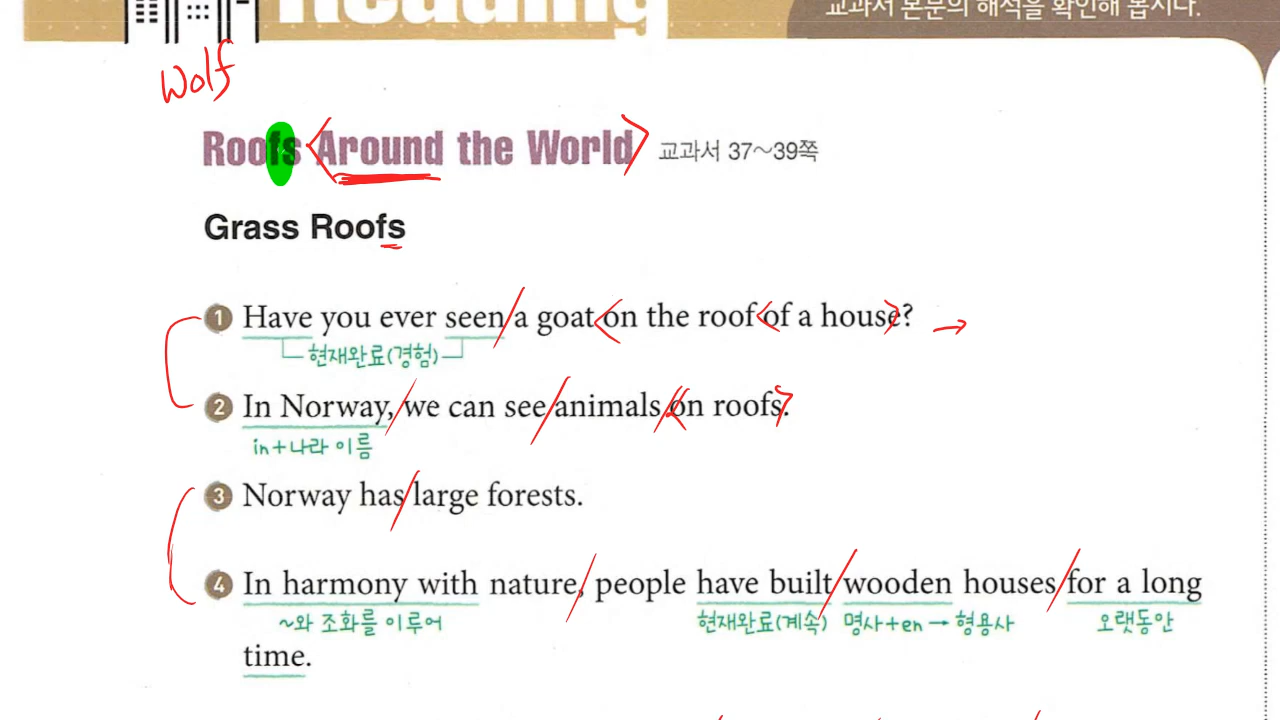 Reading
교과서 본문의 해석을 확인해 봅시다.
Wolf
Roofs Around the World 교과서 37~39쪽
Grass Roofs
1 Have you ever seen a goat on the roof of a house?
현재완료(경험)
2 In Norway, we can see animals on roofs.
in+나라 이름
3 Norway has large forests.
4 In harmony with nature, people have built wooden houses for a long
~와 조화를 이루어 현재완료(계속) 명사+en → 형용사 오랫동안
time.